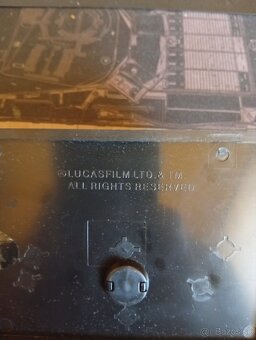 ©LUCASFILM LTD. & TM.
ALL RIGHTS RESERVED